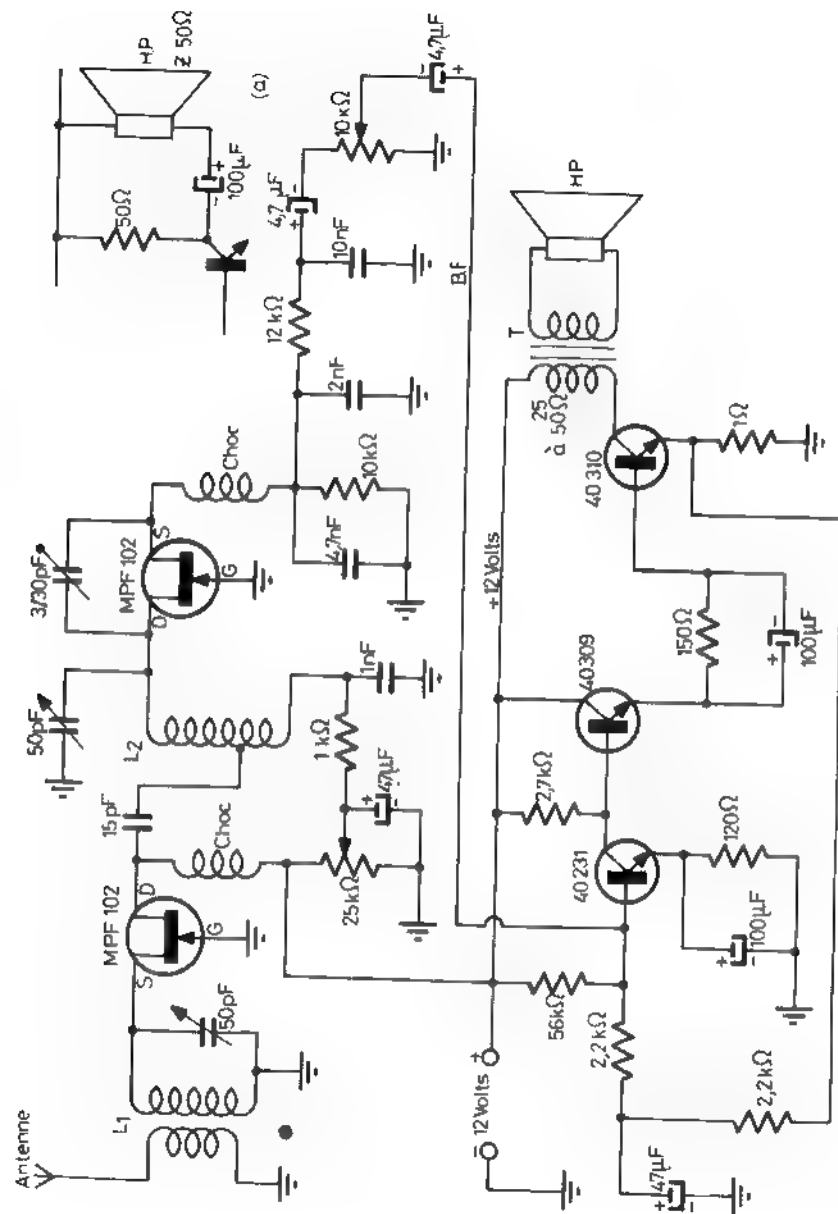 Antenne
L1
50pF
S
G
D
MPF 102
15pF
Choc
25kΩ
47µF
+
-
1kΩ
1nF
L2
50pF
3/30pF
MPF 102
D
S
G
Choc
4,7nF
10kΩ
2nF
12kΩ
10nF
4,7µF
+
-
10kΩ
4,7µF
-
+
50Ω
100µF
-
+
H.P
Z 50Ω
(a)
B.F
- 12Volts +
47µF
+
-
2,2kΩ
2,2kΩ
56kΩ
40231
100µF
+
-
120Ω
2,7kΩ
40309
+12Volts
150Ω
100µF
+
-
40310
1Ω
25
à 50Ω
T
HP